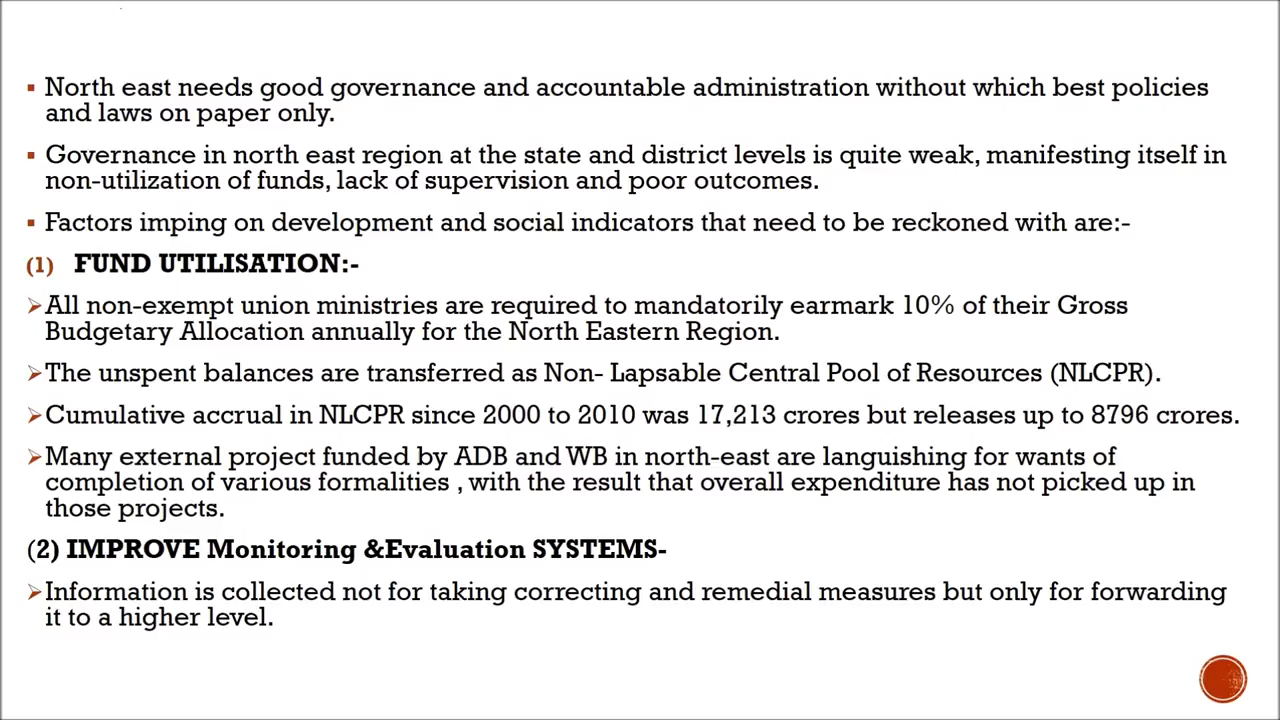 ▪ North east needs good governance and accountable administration without which best policies
and laws on paper only.
▪ Governance in north east region at the state and district levels is quite weak, manifesting itself in
non-utilization of funds, lack of supervision and poor outcomes.
▪ Factors imping on development and social indicators that need to be reckoned with are:-
(1) FUND UTILISATION:-
➢All non-exempt union ministries are required to mandatorily earmark 10% of their Gross
Budgetary Allocation annually for the North Eastern Region.
➢The unspent balances are transferred as Non- Lapsable Central Pool of Resources (NLCPR).
➢Cumulative accrual in NLCPR since 2000 to 2010 was 17,213 crores but releases up to 8796 crores.
➢Many external project funded by ADB and WB in north-east are languishing for wants of
completion of various formalities , with the result that overall expenditure has not picked up in
those projects.
(2) IMPROVE Monitoring &Evaluation SYSTEMS-
➢Information is collected not for taking correcting and remedial measures but only for forwarding
it to a higher level.